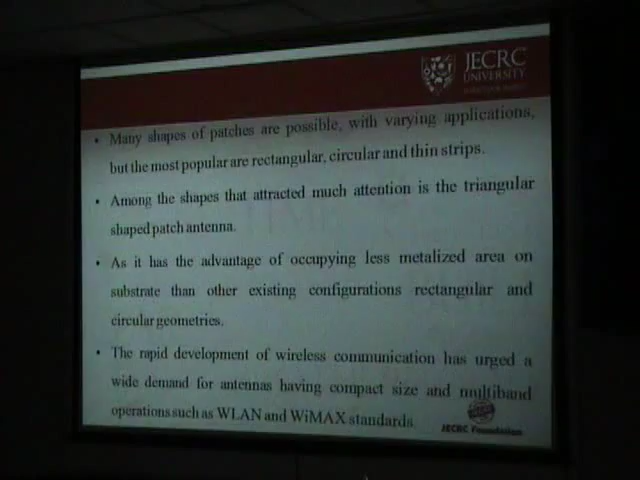 JECRC
UNIVERSITY
• Many shapes of patches are possible, with varying applications,
but the most popular are rectangular, circular and thin strips.
• Among the shapes that attracted much attention is the triangular
shaped patch antenna.
• As it has the advantage of occupying less metalized area on
substrate than other existing configurations rectangular and
circular geometries.
• The rapid development of wireless communication has urged a
wide demand for antennas having compact size and multiband
operations such as WLAN and WiMAX standards.
JECRC Foundation